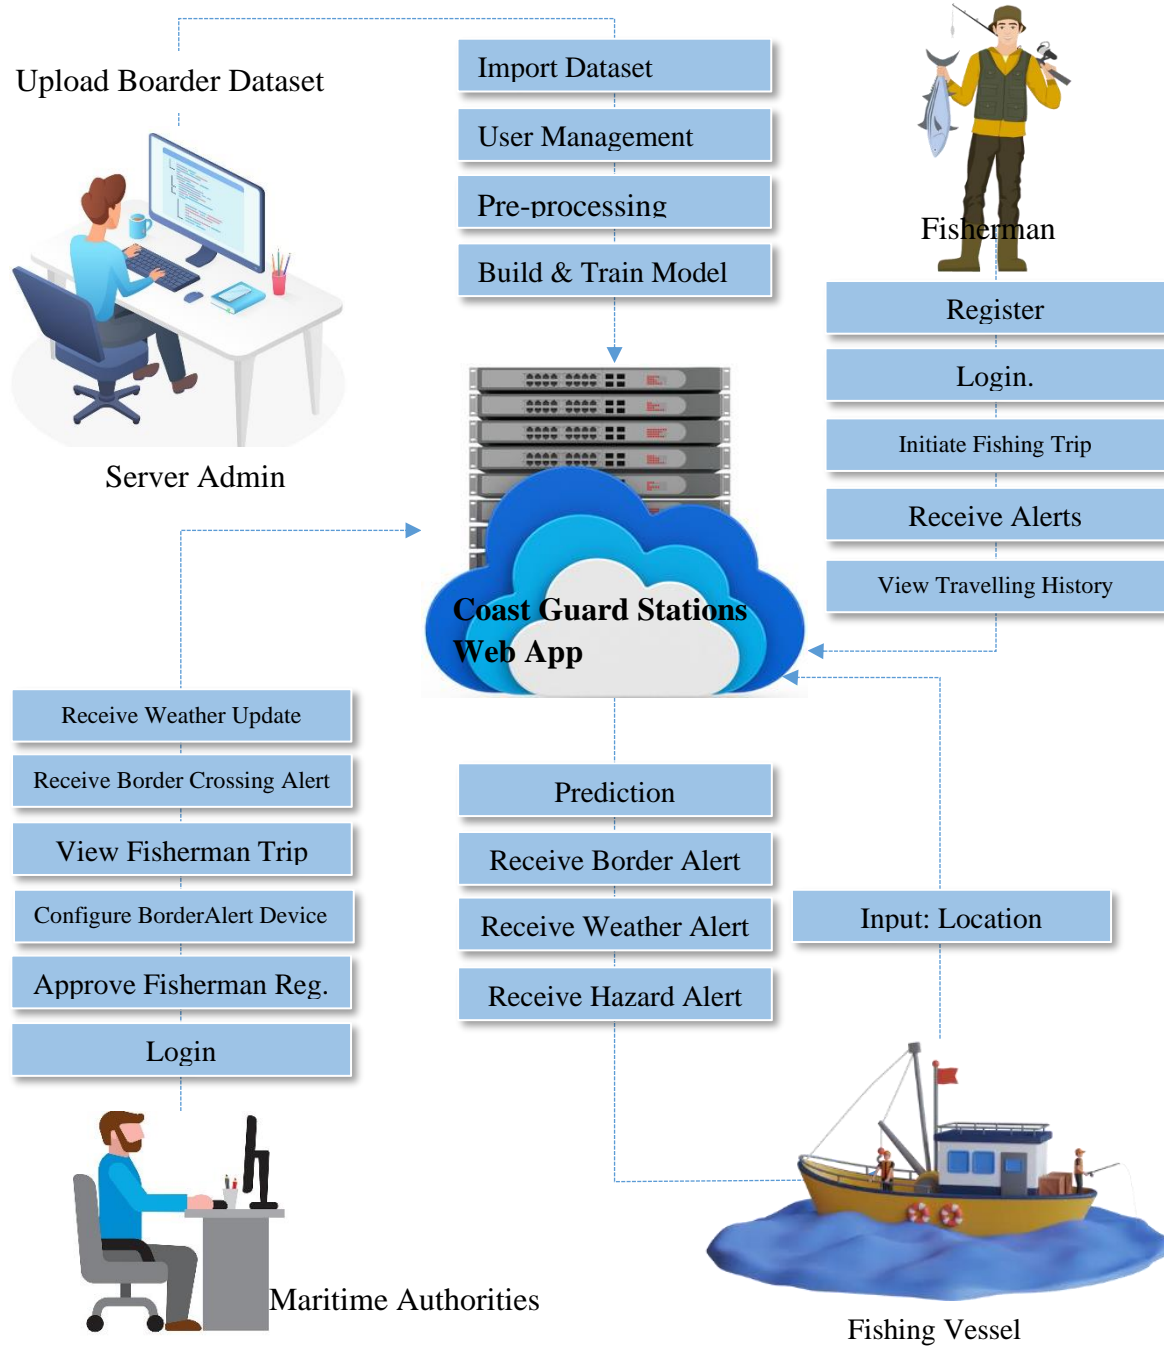 Upload Boarder Dataset
Server Admin
Import Dataset
User Management
Pre-processing
Build & Train Model
Fisherman
Register
Login.
Initiate Fishing Trip
Receive Alerts
View Travelling History
Coast Guard Stations
Web App
Receive Weather Update
Receive Border Crossing Alert
View Fisherman Trip
Configure BorderAlert Device
Approve Fisherman Reg.
Login
Maritime Authorities
Prediction
Receive Border Alert
Receive Weather Alert
Receive Hazard Alert
Input: Location
Fishing Vessel